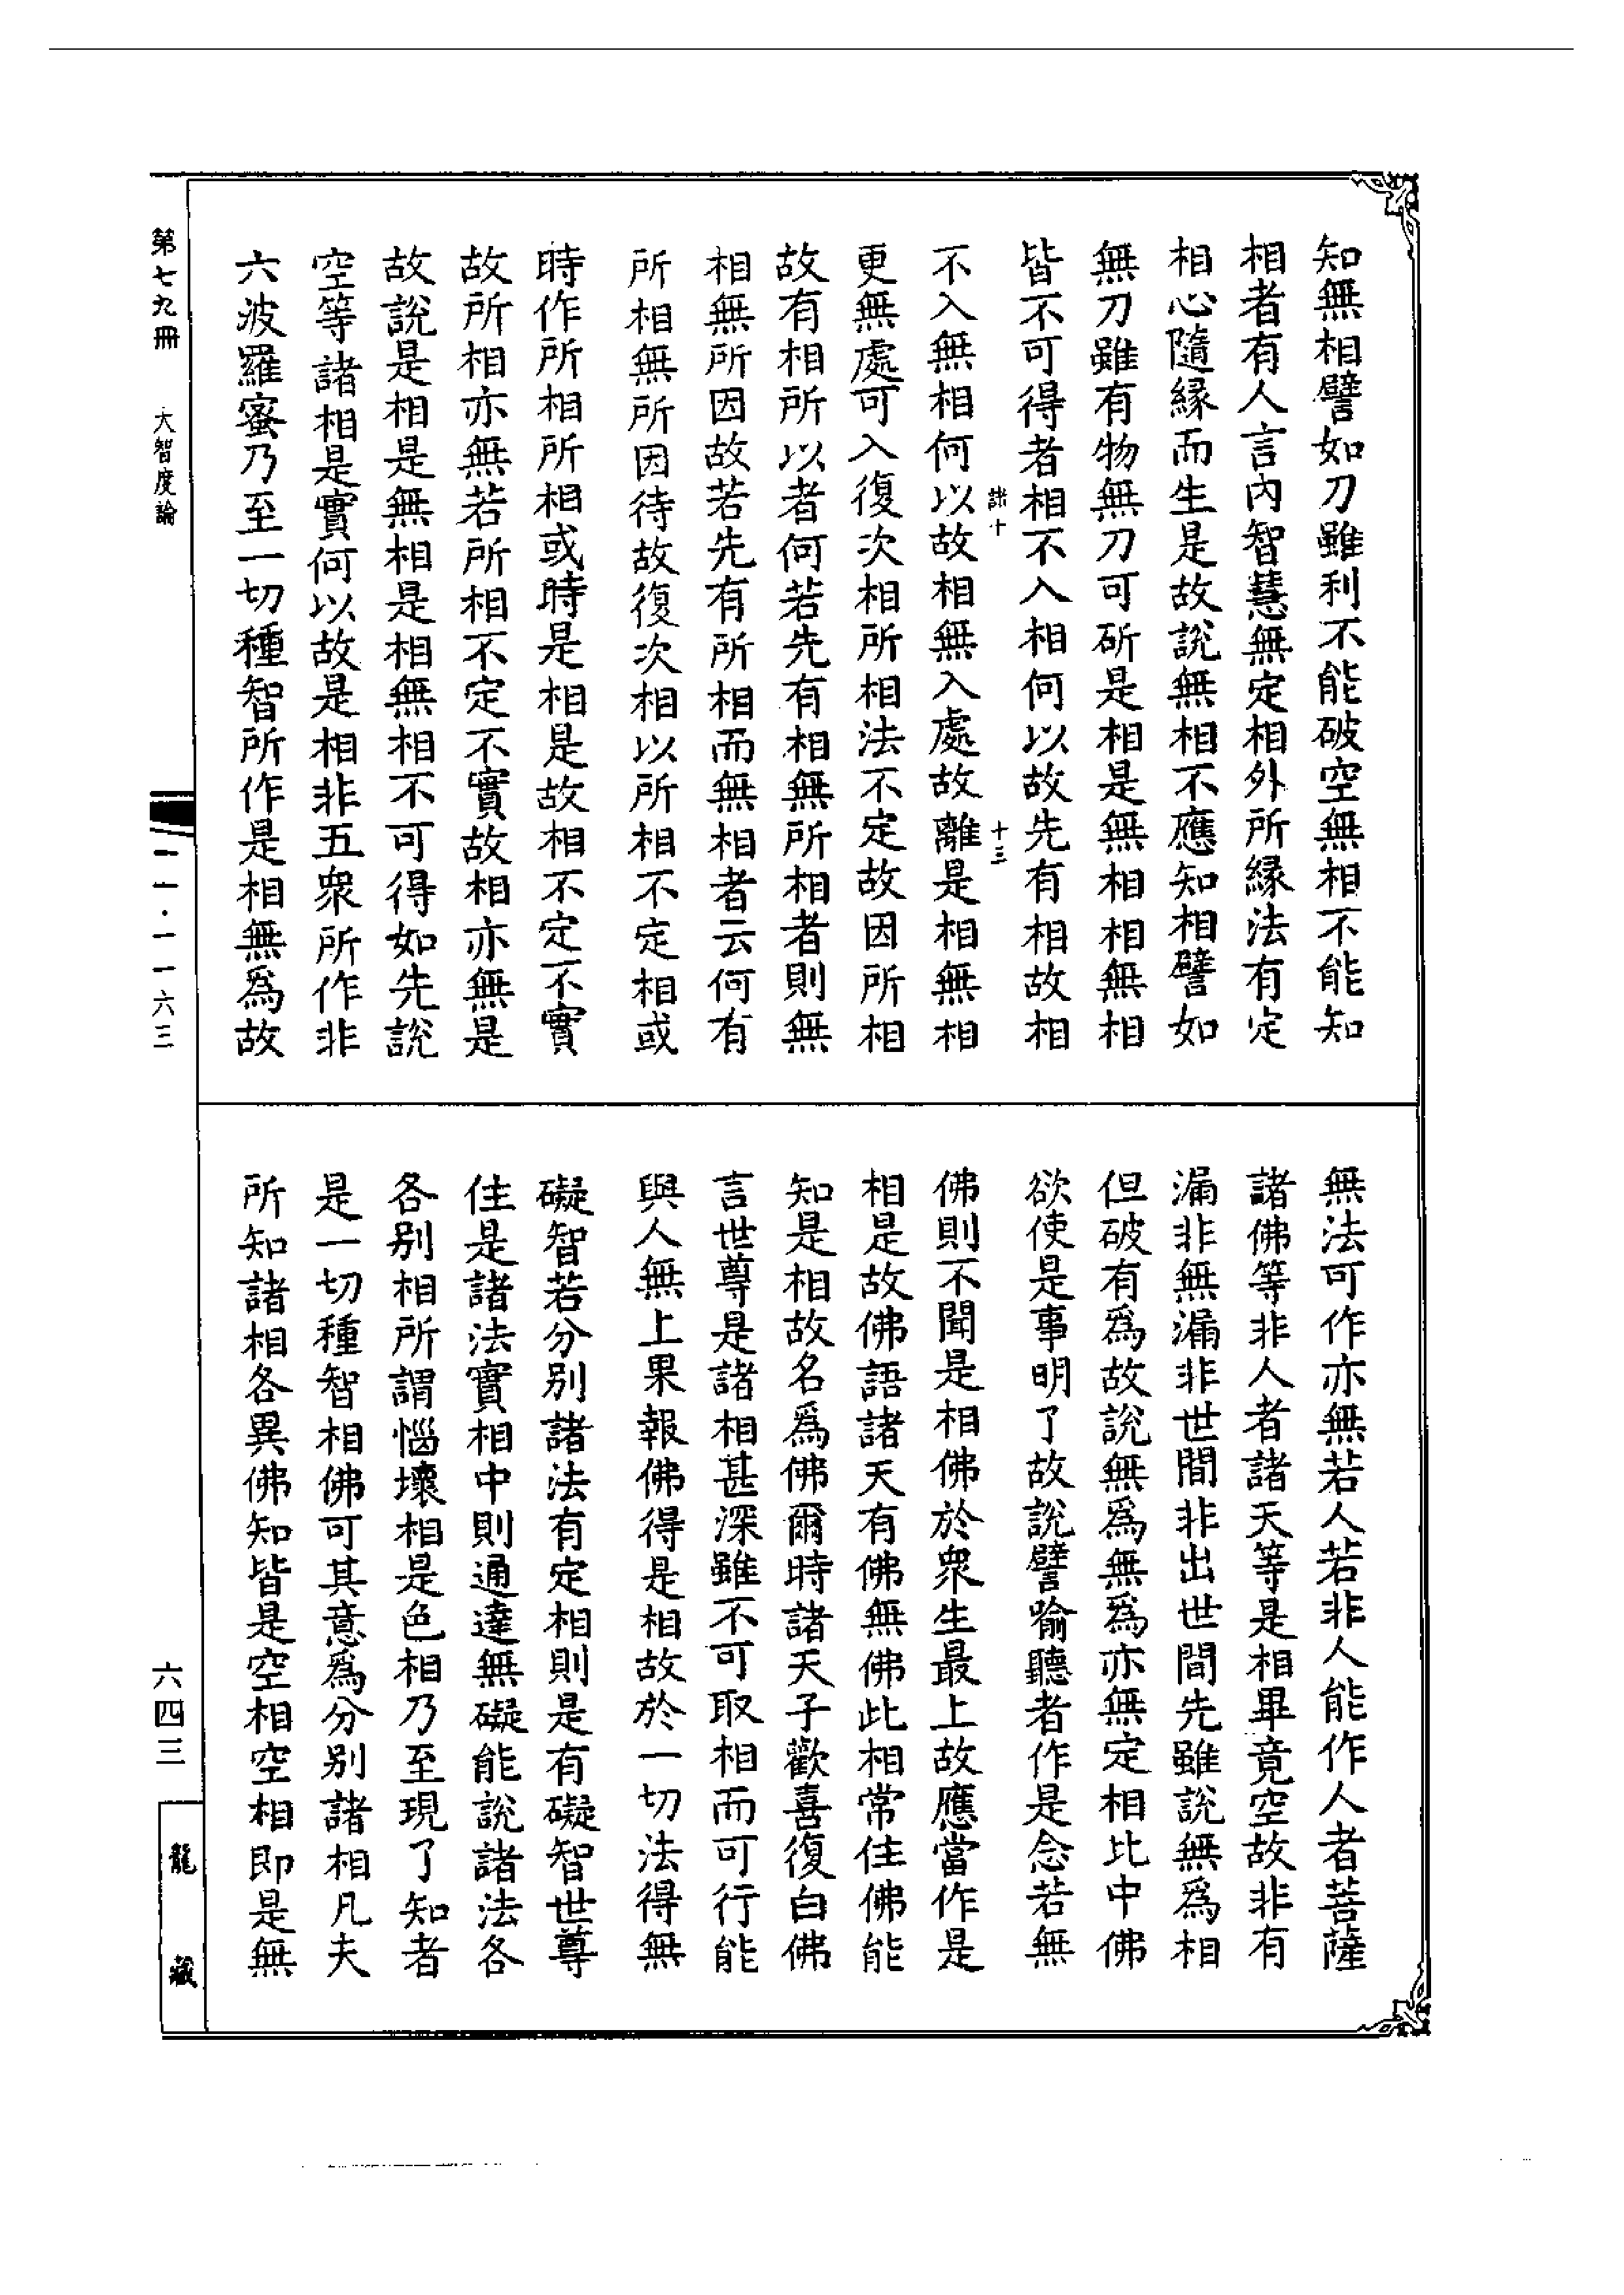 知無相譬如刀雖利不能破空無相不能知
相者有人言內智慧無定相外所緣法有定
相心隨緣而生是故說無相不應知相譬如
無刀雖有物無刀可斫是相是無相相無相
皆不可得者相不入相何以故先有相故相
不入無相何以故相無入處故離是相無相
更無處可入復次相所相法不定故因所相
故有相所以者何若先有相無所相者則無
相無所因故若先有所相而無相者云何有
所相無所因待故復次相以所相不定相或
時作所相所相或時是相是故相不定不實
故所相亦無若所相不定不實故相亦無是
故說是相是無相是相無相不可得如先說
空等諸相是實何以故是相非五衆所作非
六波羅蜜乃至一切種智所作是相無爲故
無法可作亦無若人若非人能作人者菩薩
諸佛等非人者諸天等是相畢竟空故非有
漏非無漏非世間非出世間先雖說無爲相
但破有爲故說無爲無爲亦無定相比中佛
欲使是事明了故說譬喻聽者作是念若無
佛則不聞是相佛於衆生最上故應當作是
相是故佛語諸天有佛無佛此相常住佛能
知是相故名爲佛爾時諸天子歡喜復白佛
言世尊是諸相甚深雖不可取相而可行能
與人無上果報佛得是相故於一切法得無
礙智若分別諸法有定相則是有礙智世尊
住是諸法實相中則通達無礙能說諸法各
各別相所謂惱壞相是色相乃至現了知者
是一切種智相佛可其意爲分別諸相凡夫
所知諸相各異佛知皆是空相空相即是無
十三
第七九冊
大智度論
一一一·一一六三
六四三
龍藏